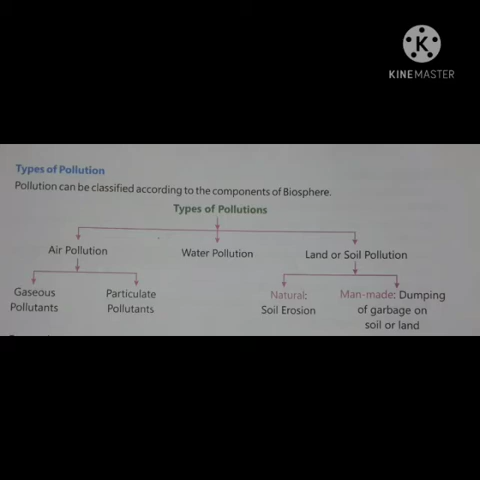 K
KINEMASTER
Types of Pollution
Pollution can be classified according to the components of Biosphere.
Types of Pollutions
Air Pollution
Water Pollution
Land or Soil Pollution
Gaseous
Pollutants
Particulate
Pollutants
Natural:
Soil Erosion
Man-made: Dumping
of garbage on
soil or land